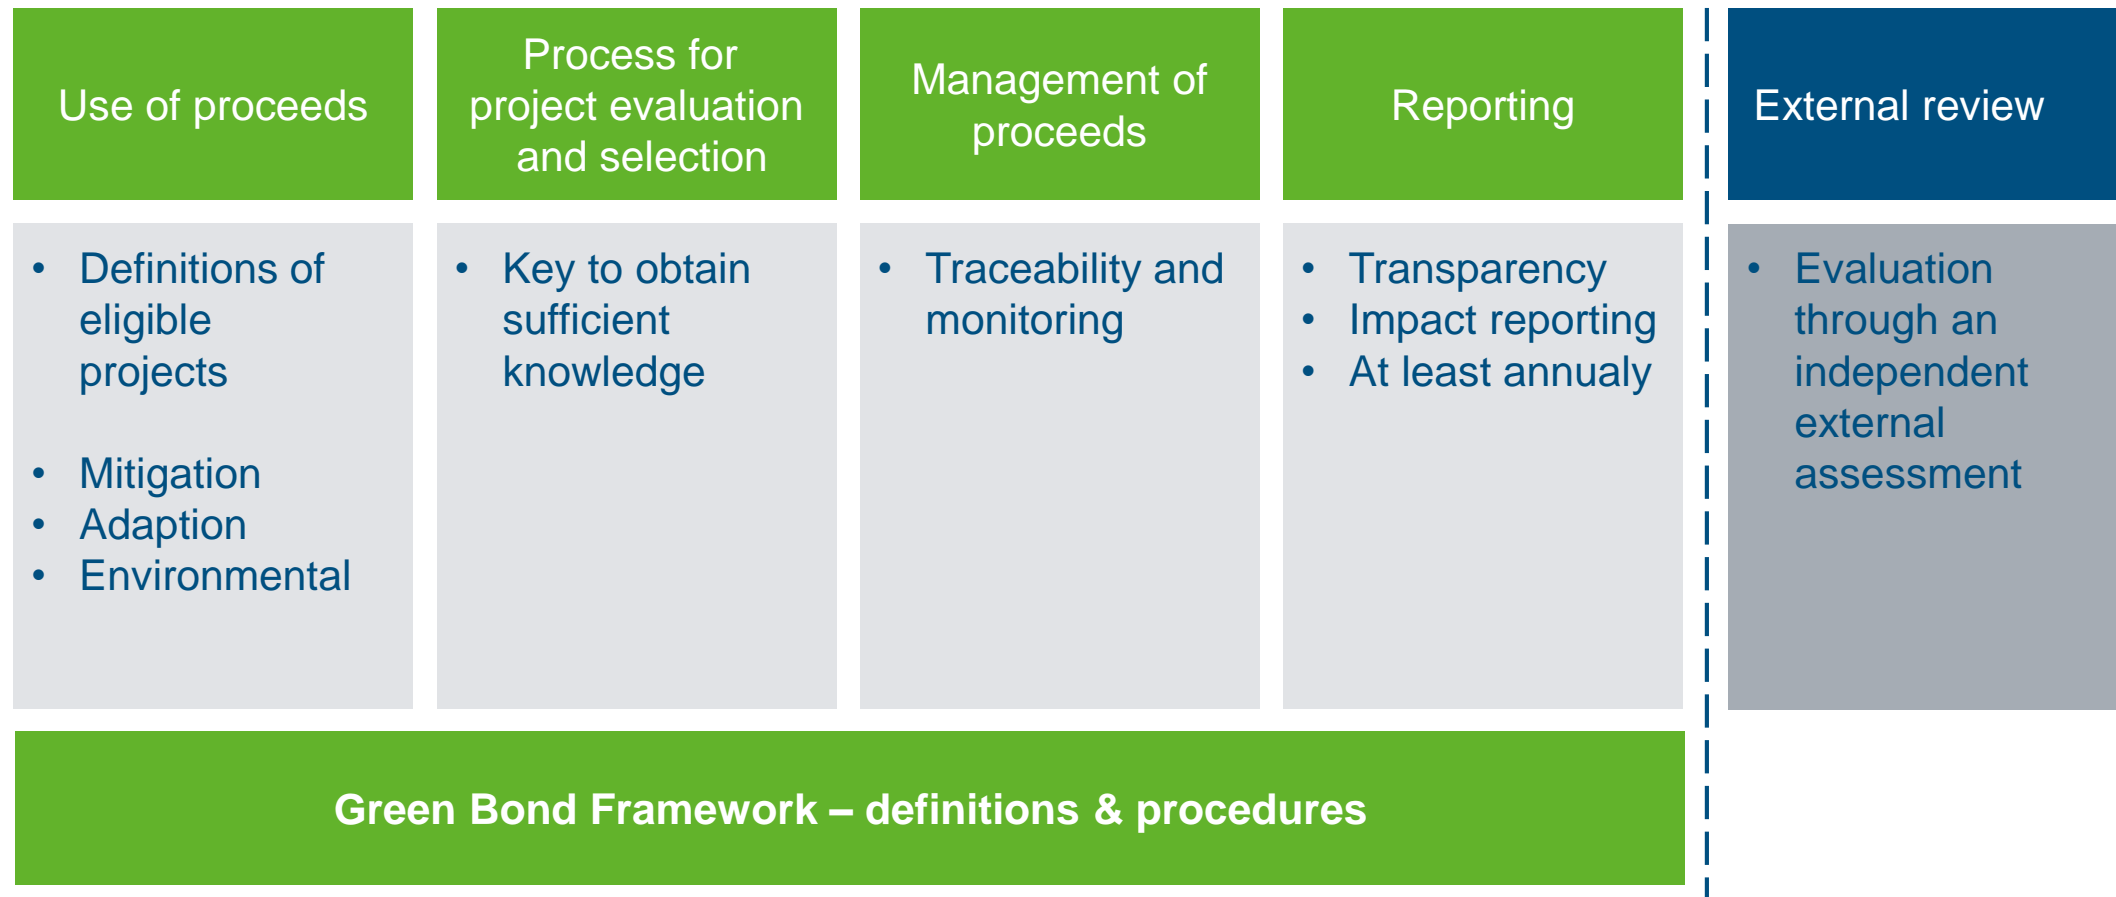 Use of proceeds
Process for
project evaluation
and selection
Management of
proceeds
Reporting
External review
• Definitions of
eligible
projects
• Mitigation
• Adaption
• Environmental
• Key to obtain
sufficient
knowledge
• Traceability and
monitoring
• Transparency
• Impact reporting
• At least annualy
• Evaluation
through an
independent
external
assessment
Green Bond Framework – definitions & procedures